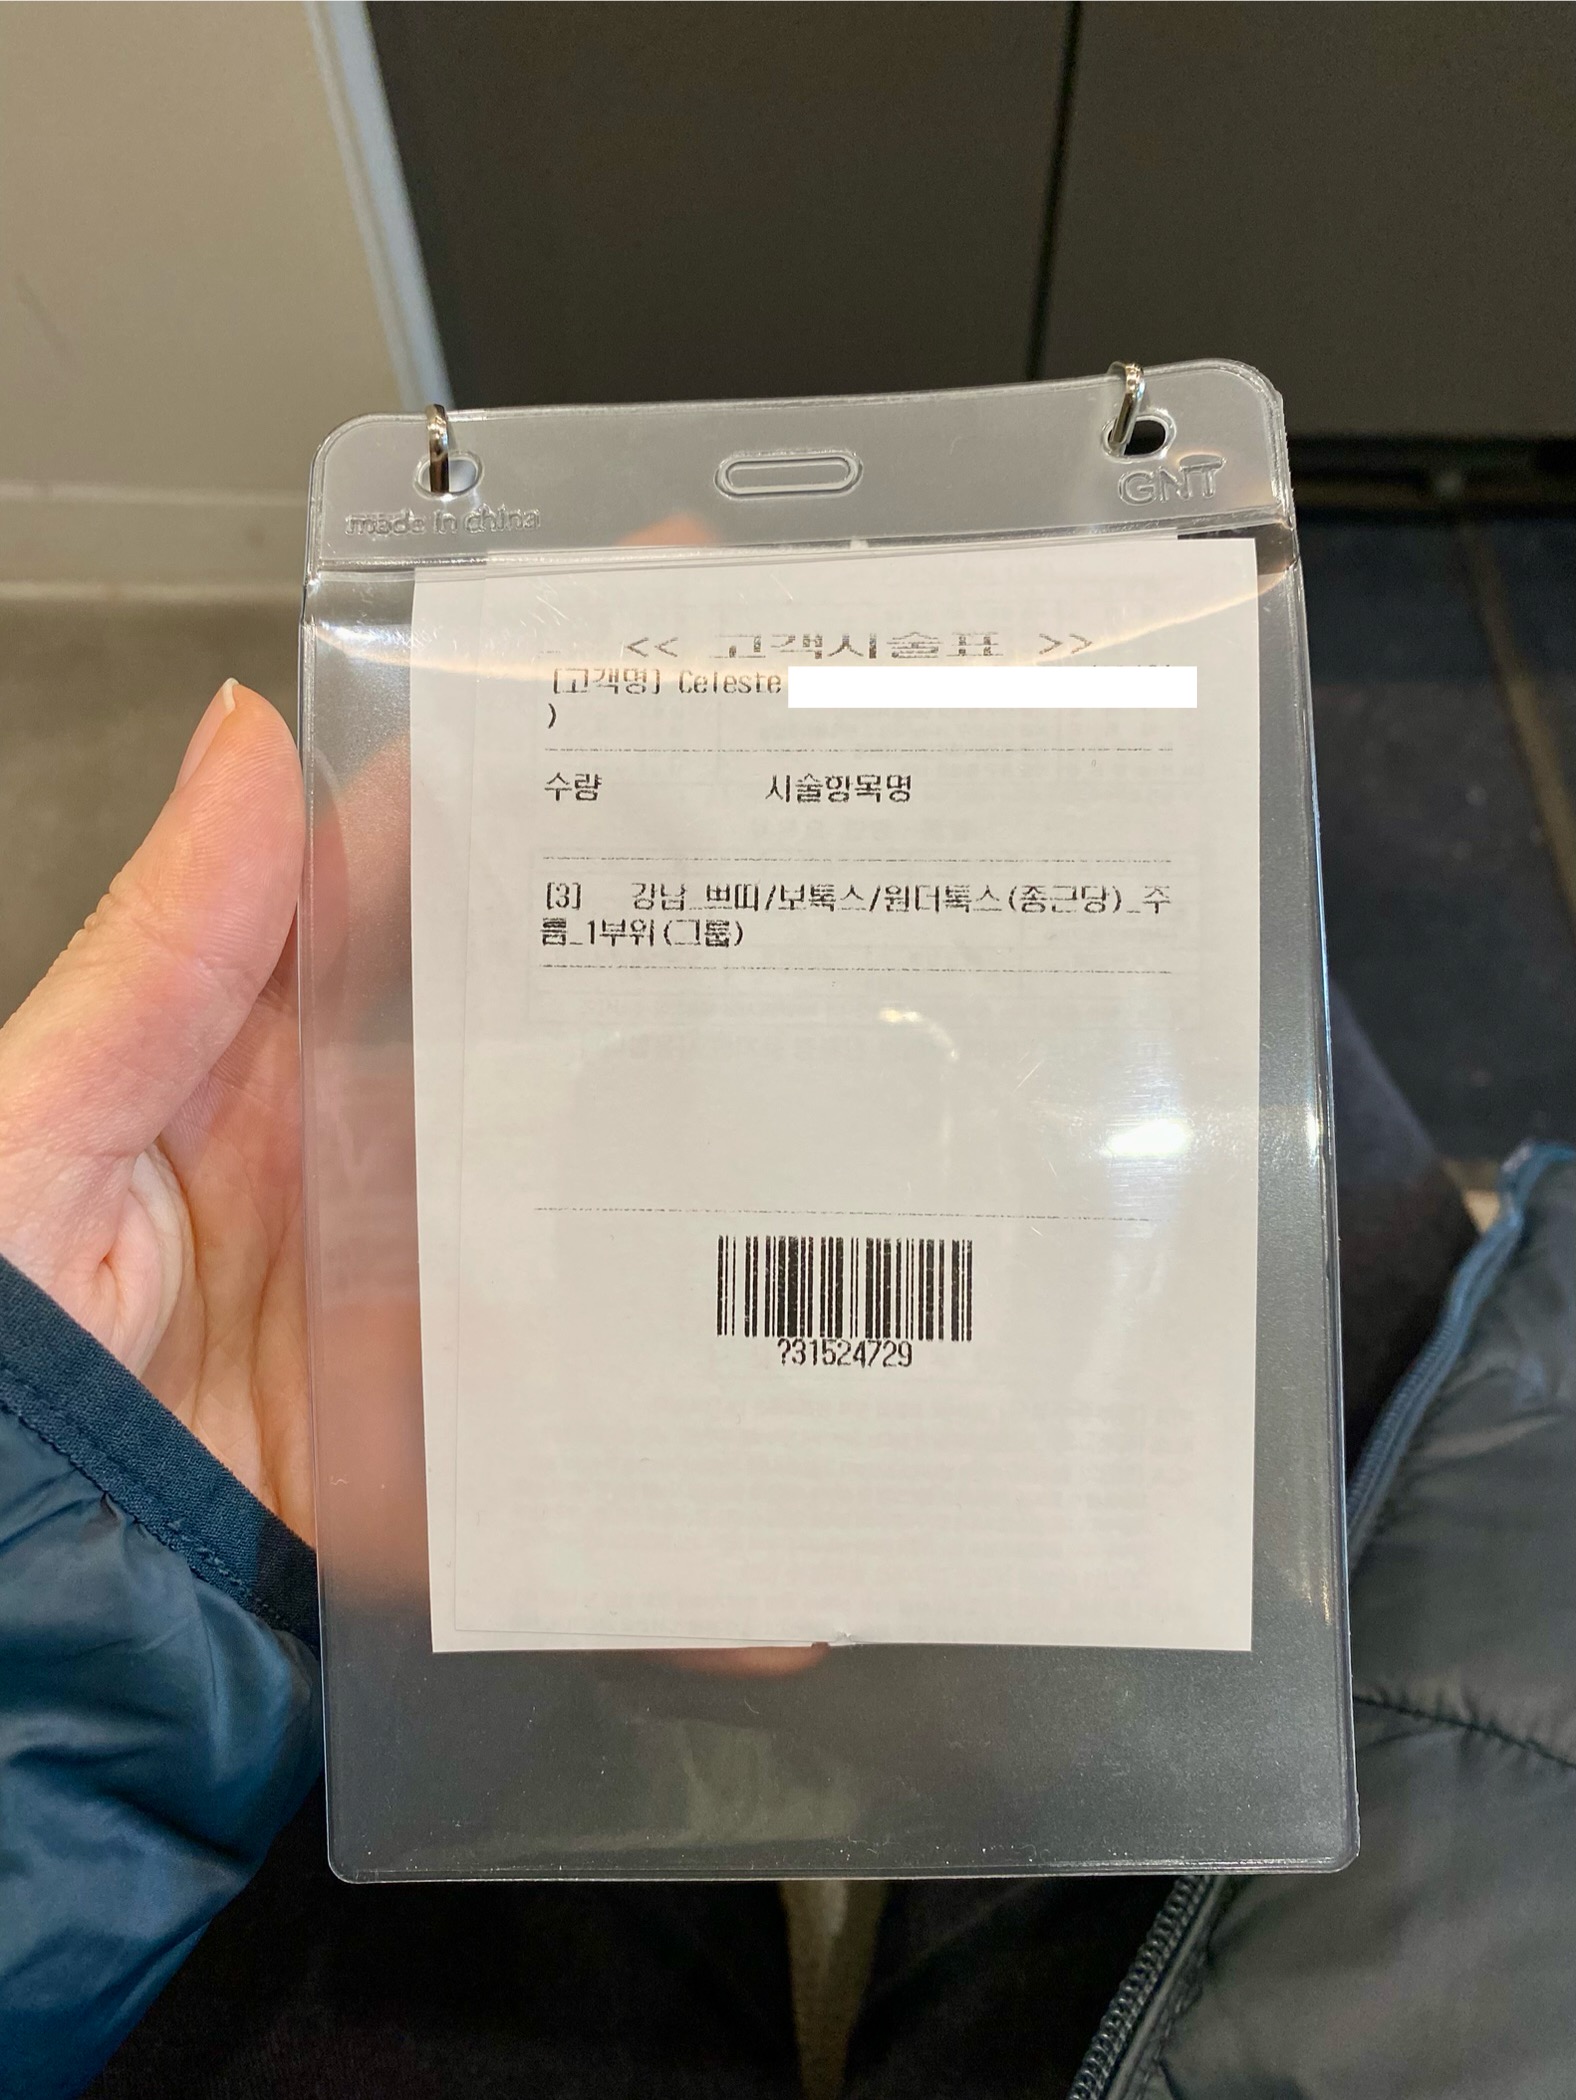 made in china
GNT
<< 고객시술표 >>
[고객명] Celeste
)
수량 시술항목명
[3] 강남_쁘띠/보톡스/원더톡스(종근당)_주
름_1부위(그룹)
?31524729